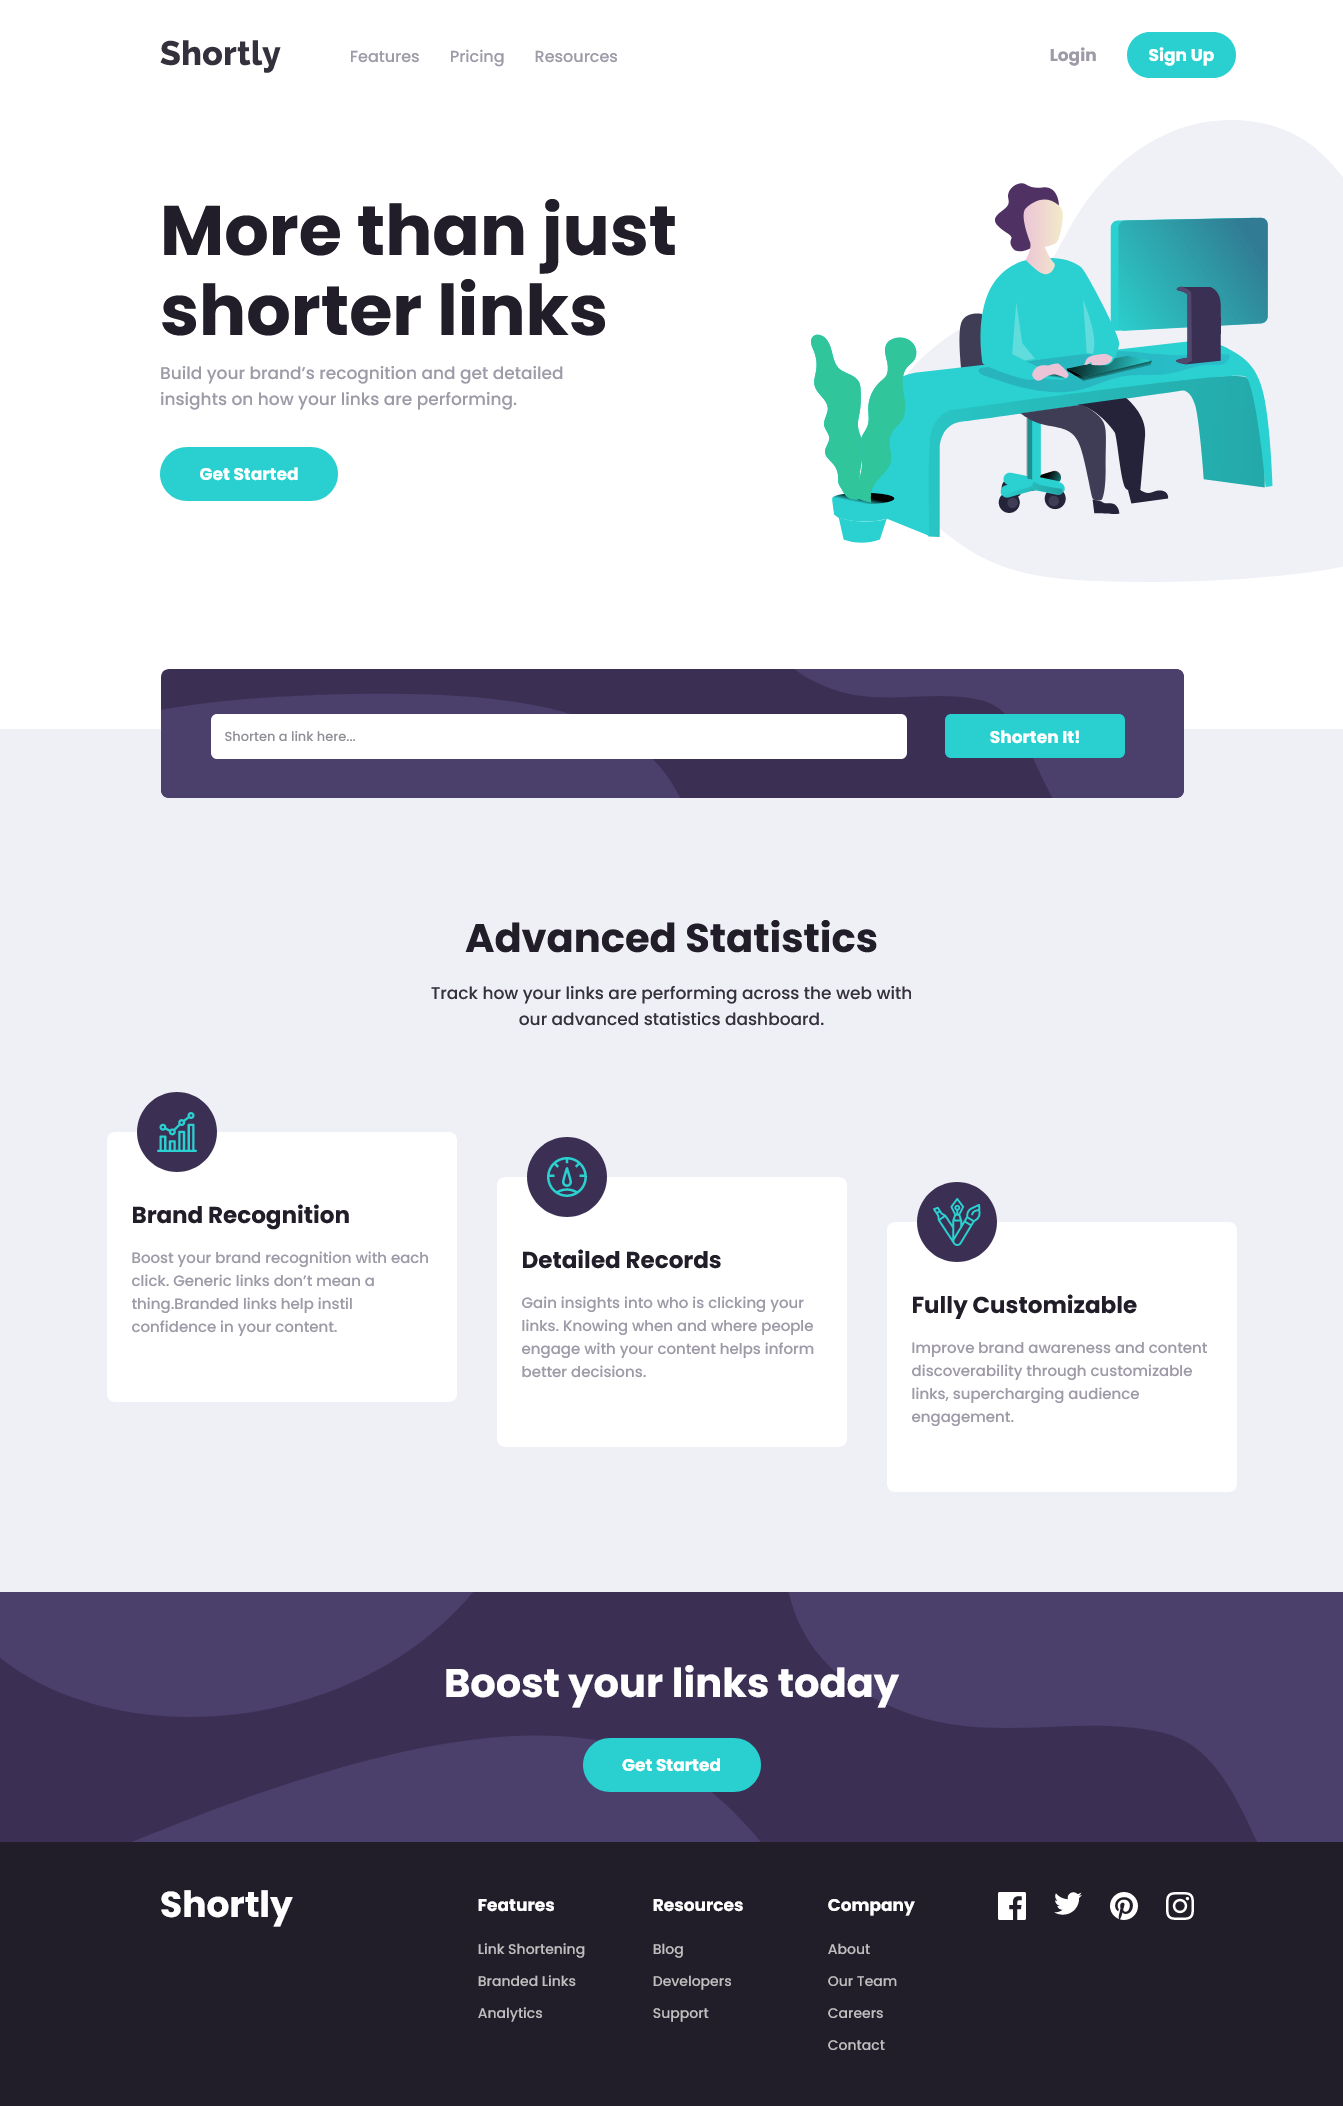 Shortly
Features
Pricing
Resources
Login
Sign Up
More than just
shorter links
Build your brand’s recognition and get detailed
insights on how your links are performing.
Get Started
Shorten a link here...
Shorten It!
Advanced Statistics
Track how your links are performing across the web with
our advanced statistics dashboard.
Brand Recognition
Boost your brand recognition with each
click. Generic links don’t mean a
thing.Branded links help instil
confidence in your content.
Detailed Records
Gain insights into who is clicking your
links. Knowing when and where people
engage with your content helps inform
better decisions.
Fully Customizable
Improve brand awareness and content
discoverability through customizable
links, supercharging audience
engagement.
Boost your links today
Get Started
Shortly
Features
Link Shortening
Branded Links
Analytics
Resources
Blog
Developers
Support
Company
About
Our Team
Careers
Contact